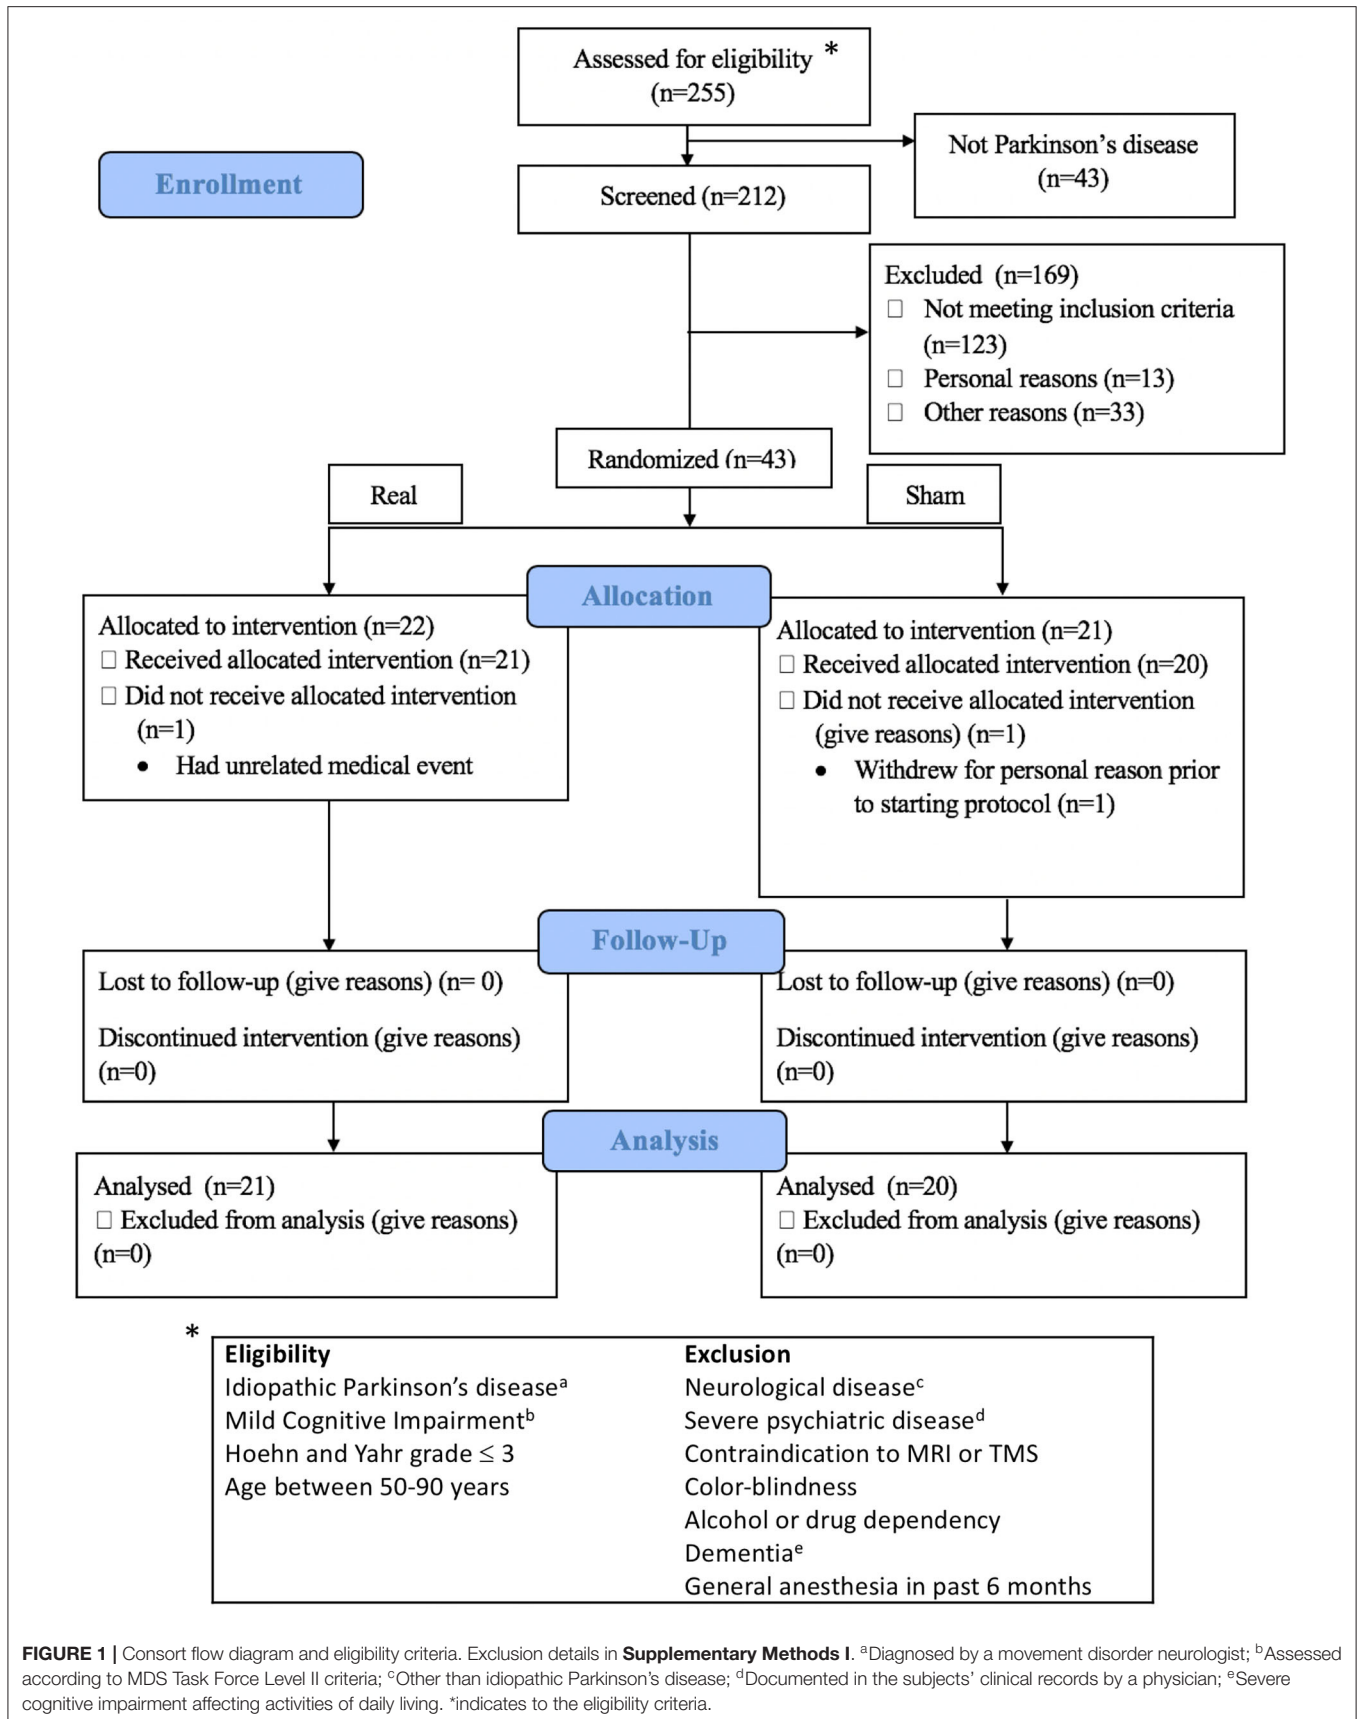 Assessed for eligibility *
(n=255)
Not Parkinson’s disease
(n=43)
Enrollment
Screened (n=212)
Excluded (n=169)
□ Not meeting inclusion criteria
(n=123)
□ Personal reasons (n=13)
□ Other reasons (n=33)
Randomized (n=43)
Real
Sham
Allocation
Allocated to intervention (n=22)
□ Received allocated intervention (n=21)
□ Did not receive allocated intervention
(n=1)
• Had unrelated medical event
Allocated to intervention (n=21)
□ Received allocated intervention (n=20)
□ Did not receive allocated intervention
(give reasons) (n=1)
• Withdrew for personal reason prior
to starting protocol (n=1)
Follow-Up
Lost to follow-up (give reasons) (n= 0)
Discontinued intervention (give reasons)
(n=0)
Lost to follow-up (give reasons) (n=0)
Discontinued intervention (give reasons)
(n=0)
Analysis
Analysed (n=21)
□ Excluded from analysis (give reasons)
(n=0)
Analysed (n=20)
□ Excluded from analysis (give reasons)
(n=0)
*
Eligibility
Idiopathic Parkinson’s diseaseᵃ
Mild Cognitive Impairmentᵇ
Hoehn and Yahr grade ≤ 3
Age between 50-90 years
Exclusion
Neurological diseaseᶜ
Severe psychiatric diseaseᵈ
Contraindication to MRI or TMS
Color-blindness
Alcohol or drug dependency
Dementiaᵉ
General anesthesia in past 6 months
FIGURE 1 | Consort flow diagram and eligibility criteria. Exclusion details in Supplementary Methods I. ᵃDiagnosed by a movement disorder neurologist; ᵇAssessed
according to MDS Task Force Level II criteria; ᶜOther than idiopathic Parkinson’s disease; ᵈDocumented in the subjects’ clinical records by a physician; ᵉSevere
cognitive impairment affecting activities of daily living. *indicates to the eligibility criteria.